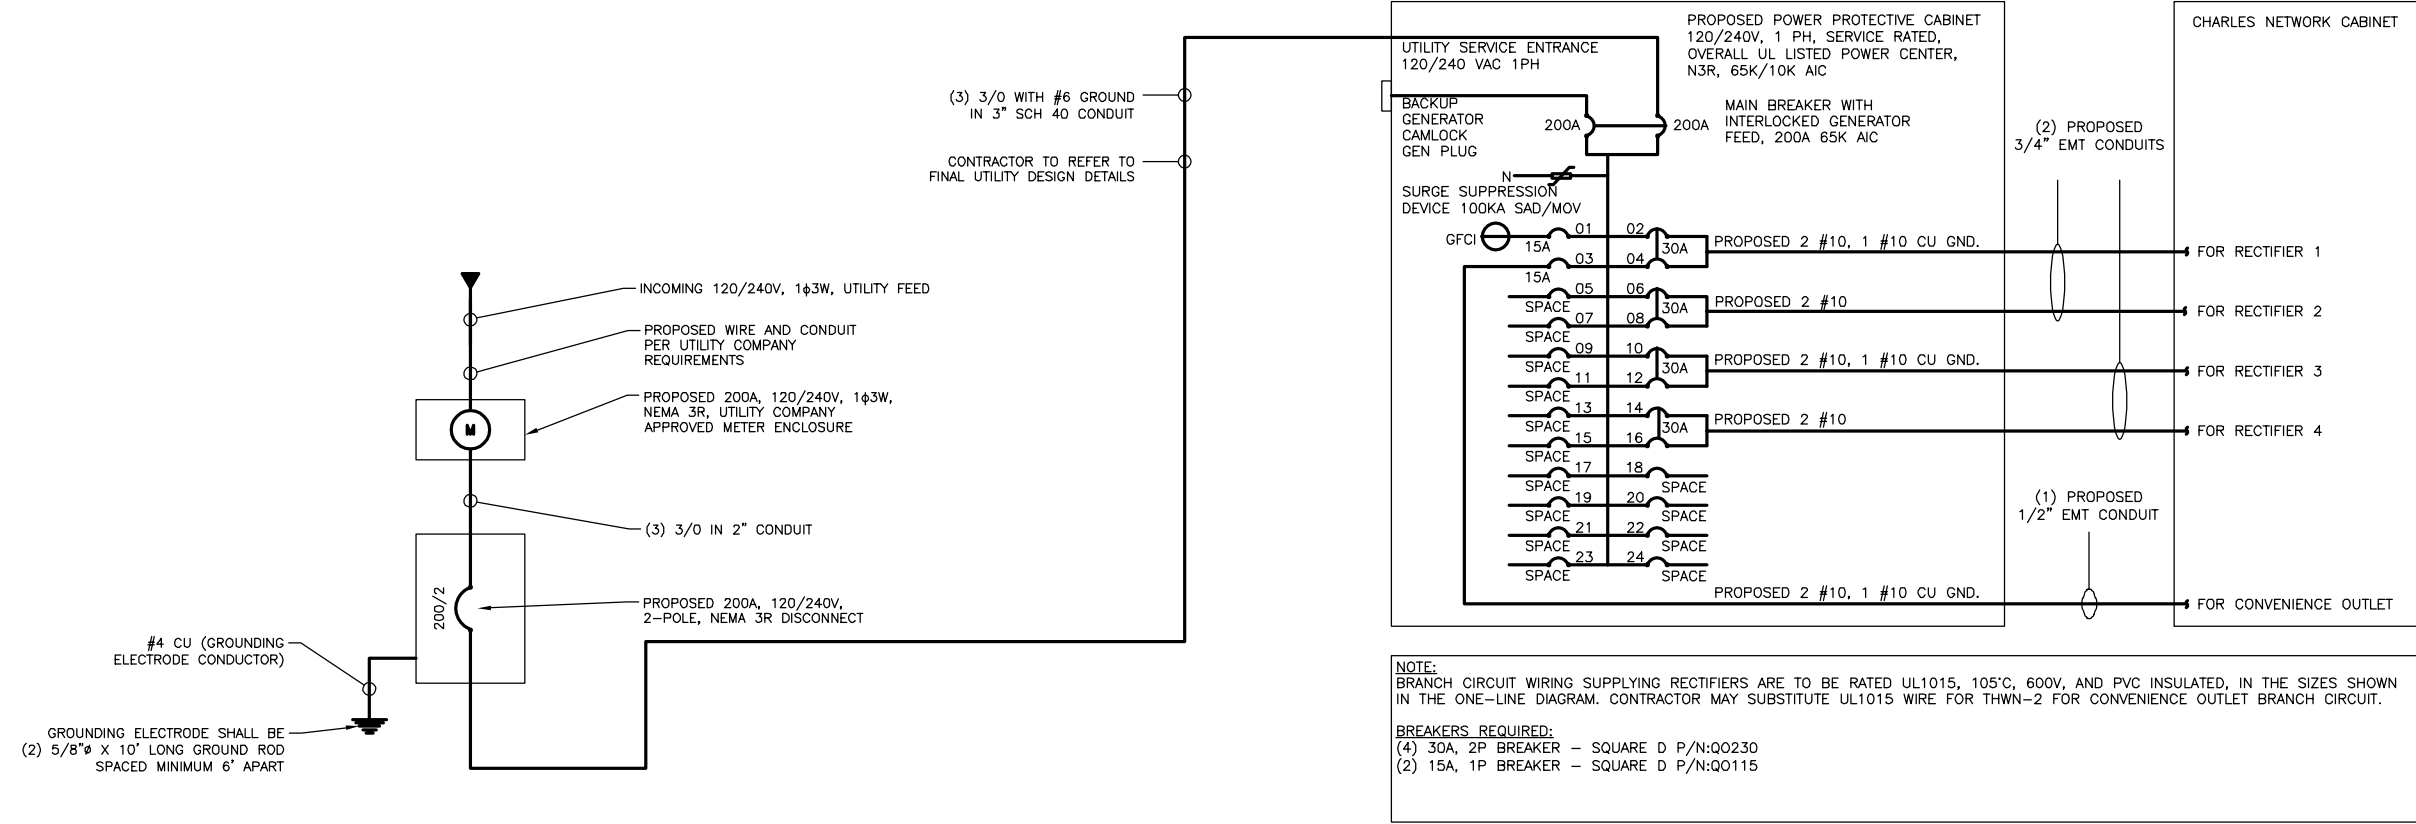 PROPOSED POWER PROTECTIVE CABINET
120/240V, 1 PH, SERVICE RATED,
OVERALL UL LISTED POWER CENTER,
N3R, 65K/10K AIC
CHARLES NETWORK CABINET
UTILITY SERVICE ENTRANCE
120/240 VAC 1PH
(3) 3/0 WITH #6 GROUND
IN 3" SCH 40 CONDUIT
CONTRACTOR TO REFER TO
FINAL UTILITY DESIGN DETAILS
BACKUP
GENERATOR
CAMLOCK
GEN PLUG
200A
200A
MAIN BREAKER WITH
INTERLOCKED GENERATOR
FEED, 200A 65K AIC
(2) PROPOSED
3/4" EMT CONDUITS
N
SURGE SUPPRESSION
DEVICE 100KA SAD/MOV
GFCI
15A
01
02
30A
PROPOSED 2 #10, 1 #10 CU GND.
FOR RECTIFIER 1
15A
03
04
SPACE
05
06
30A
PROPOSED 2 #10
FOR RECTIFIER 2
SPACE
07
08
SPACE
09
10
30A
PROPOSED 2 #10, 1 #10 CU GND.
FOR RECTIFIER 3
SPACE
11
12
SPACE
13
14
30A
PROPOSED 2 #10
FOR RECTIFIER 4
SPACE
15
16
SPACE
17
18
SPACE
SPACE
19
20
SPACE
SPACE
21
22
SPACE
SPACE
23
24
SPACE
(1) PROPOSED
1/2" EMT CONDUIT
PROPOSED 2 #10, 1 #10 CU GND.
FOR CONVENIENCE OUTLET
INCOMING 120/240V, 1ϕ3W, UTILITY FEED
PROPOSED WIRE AND CONDUIT
PER UTILITY COMPANY
REQUIREMENTS
PROPOSED 200A, 120/240V, 1ϕ3W,
NEMA 3R, UTILITY COMPANY
APPROVED METER ENCLOSURE
M
(3) 3/0 IN 2" CONDUIT
200/2
PROPOSED 200A, 120/240V,
2-POLE, NEMA 3R DISCONNECT
#4 CU (GROUNDING
ELECTRODE CONDUCTOR)
GROUNDING ELECTRODE SHALL BE
(2) 5/8"ø X 10' LONG GROUND ROD
SPACED MINIMUM 6' APART
NOTE:
BRANCH CIRCUIT WIRING SUPPLYING RECTIFIERS ARE TO BE RATED UL1015, 105°C, 600V, AND PVC INSULATED, IN THE SIZES SHOWN
IN THE ONE-LINE DIAGRAM. CONTRACTOR MAY SUBSTITUTE UL1015 WIRE FOR THWN-2 FOR CONVENIENCE OUTLET BRANCH CIRCUIT.
BREAKERS REQUIRED:
(4) 30A, 2P BREAKER - SQUARE D P/N:QO230
(2) 15A, 1P BREAKER - SQUARE D P/N:QO115